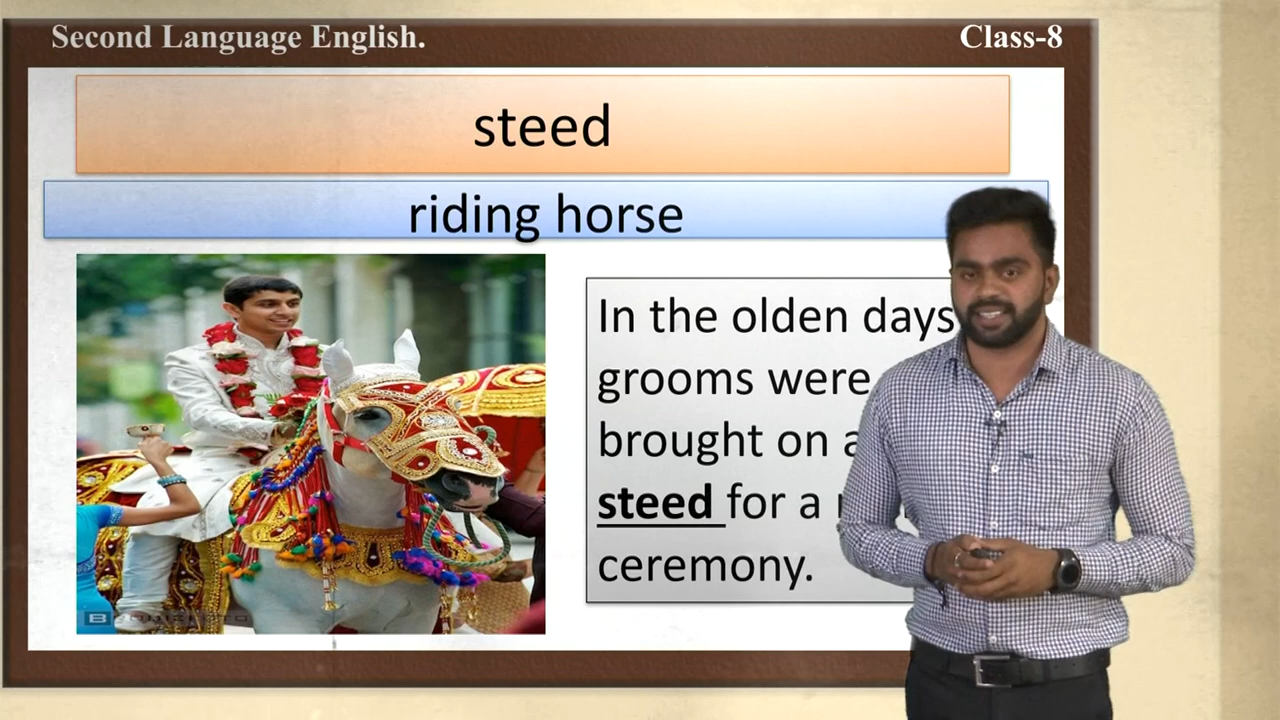 Second Language English.
Class-8
steed
riding horse
In the olden days
grooms were
brought on a
steed for a
ceremony.